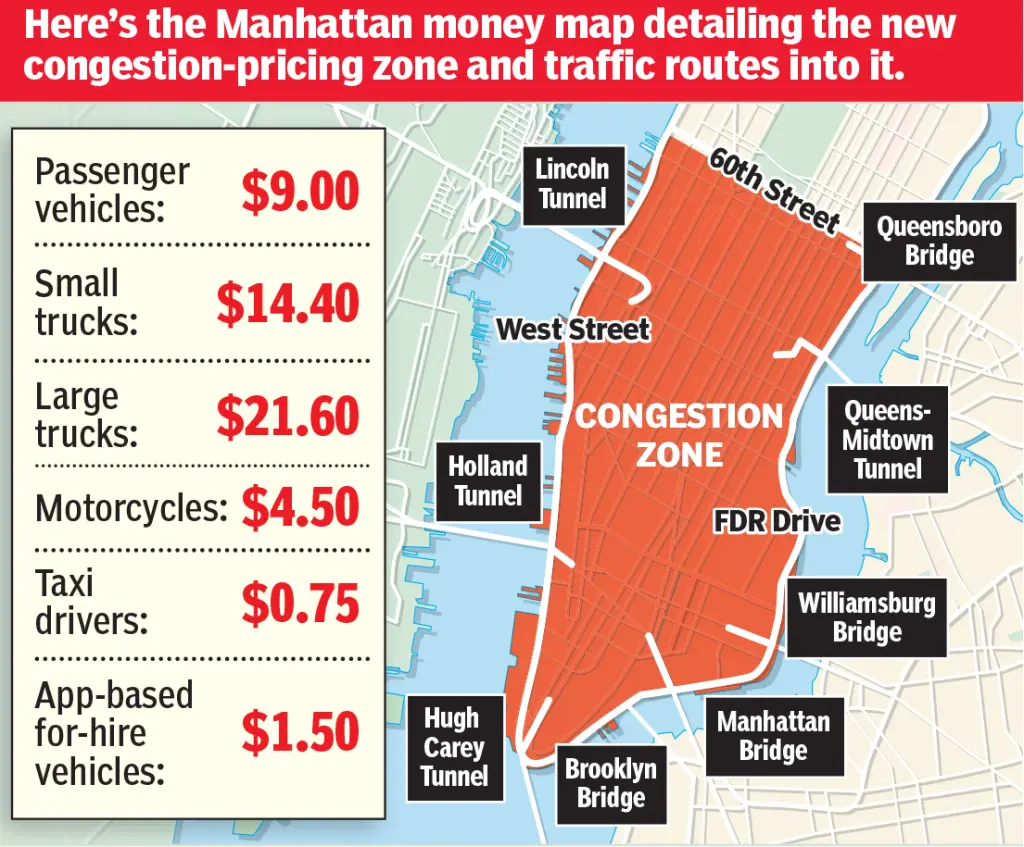 Here's the Manhattan money map detailing the new
congestion-pricing zone and traffic routes into it.
Passenger
vehicles:
$9.00
Small
trucks:
$14.40
Large
trucks:
$21.60
Motorcycles:
$4.50
Taxi
drivers:
$0.75
App-based
for-hire
vehicles:
$1.50
Lincoln
Tunnel
60th Street
Queensboro
Bridge
West Street
CONGESTION
ZONE
Queens-
Midtown
Tunnel
Holland
Tunnel
FDR Drive
Williamsburg
Bridge
Hugh
Carey
Tunnel
Manhattan
Bridge
Brooklyn
Bridge